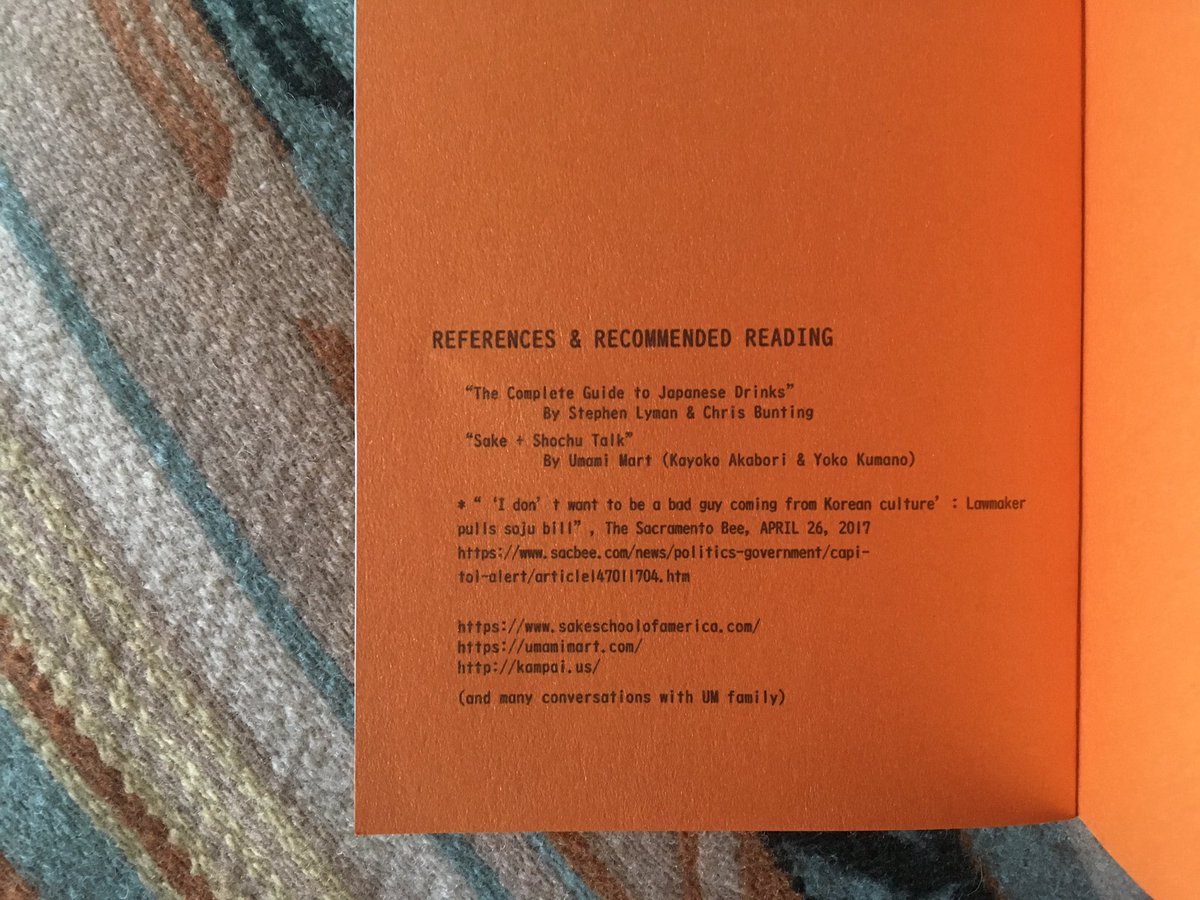 REFERENCES & RECOMMENDED READING
“The Complete Guide to Japanese Drinks”
By Stephen Lyman & Chris Bunting
“Sake + Shochu Talk”
By Umami Mart (Kayoko Akabori & Yoko Kumano)
* “ ‘I don’ t want to be a bad guy coming from Korean culture’ : Lawmaker
pulls soju bill” , The Sacramento Bee, APRIL 26, 2017
https://www.sacbee.com/news/politics-government/capi-
tol-alert/article147011704.htm
https://www.sakeschoolofamerica.com/
https://umamimart.com/
http://kampai.us/
(and many conversations with UM family)